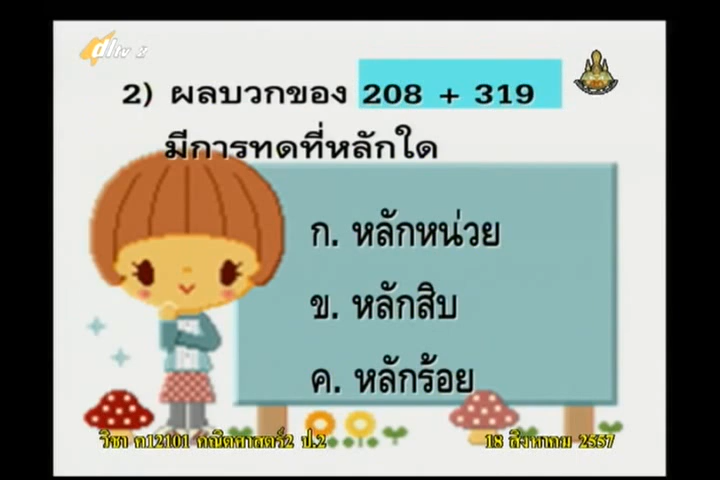 dltv 2
2) ผลบวกของ 208 + 319
มีการทดที่หลักใด
ก. หลักหน่วย
ข. หลักสิบ
ค. หลักร้อย
วิชา ค12101 คณิตศาสตร์2 ป.2
18 สิงหาคม 2557